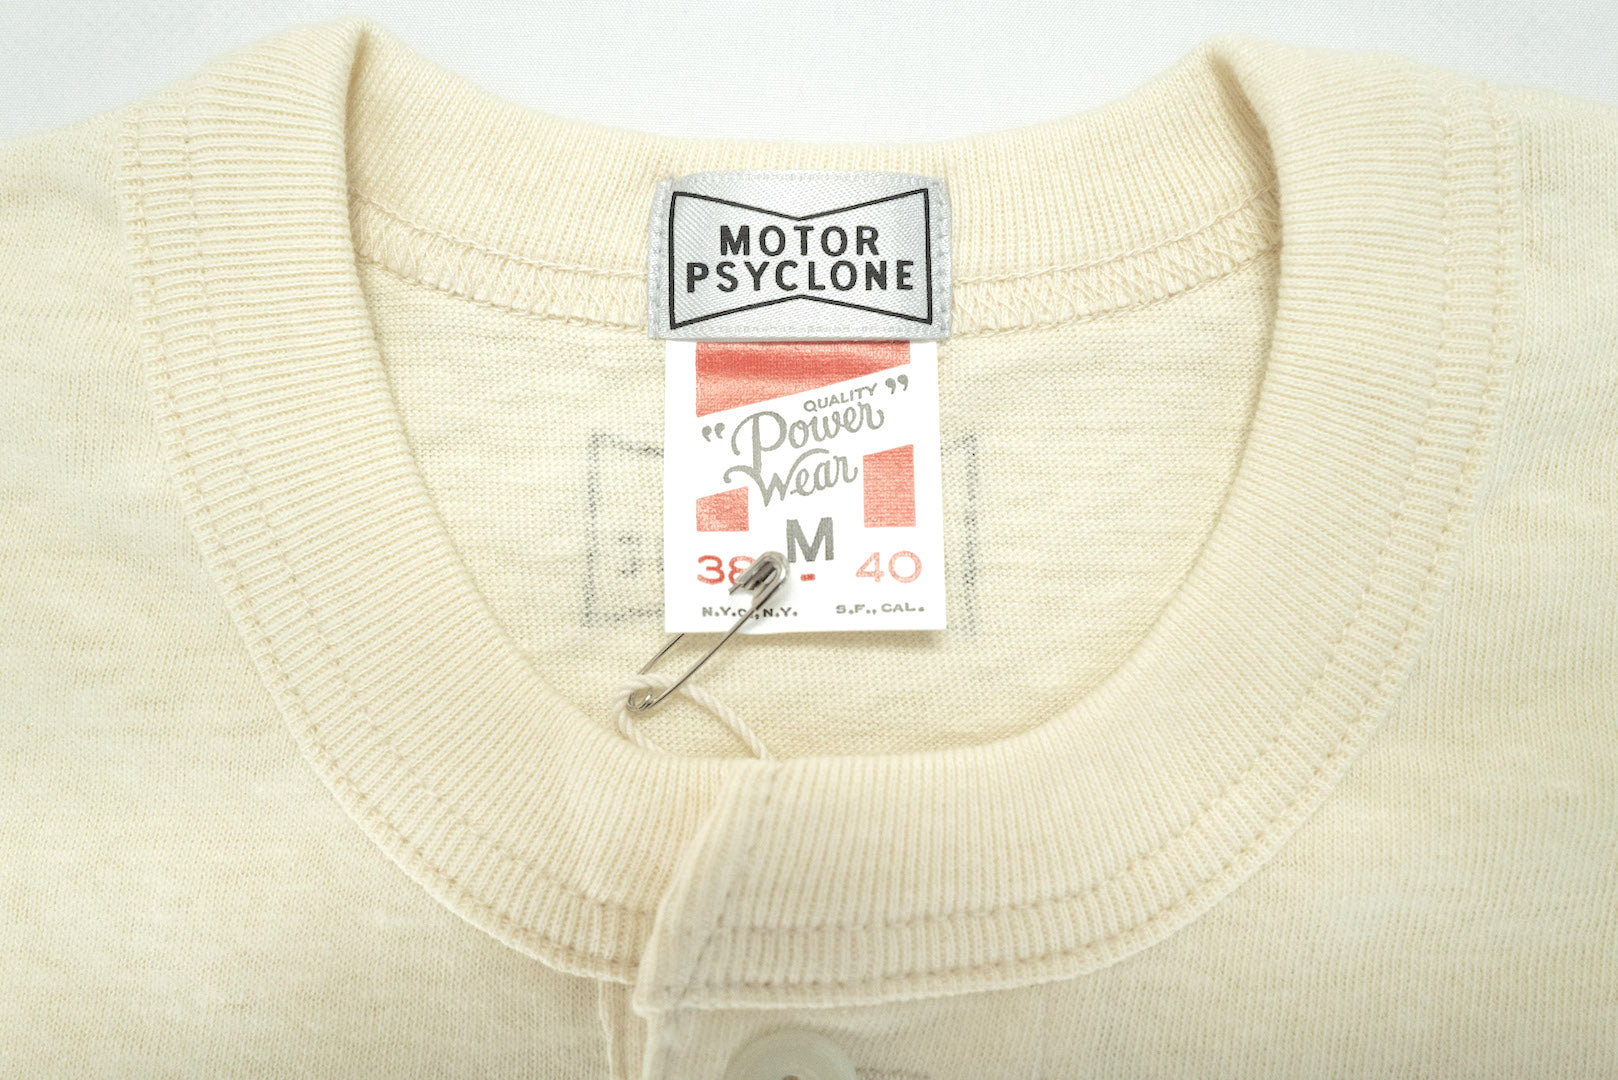 MOTOR
PSYCLONE
QUALITY
“Power”
Wear
M
38 - 40
N.Y.C., N.Y. S.F., CAL.